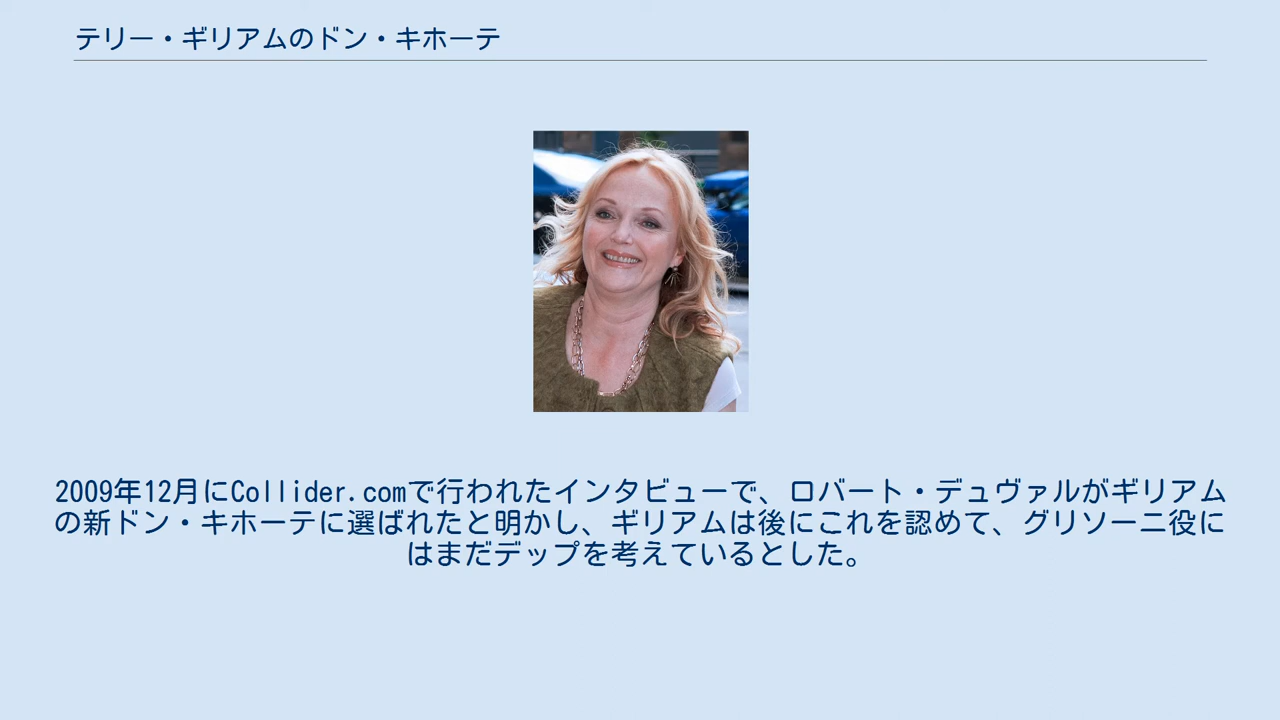 テリー・ギリアムのドン・キホーテ
2009年12月にCollider.comで行われたインタビューで、ロバート・デュヴァルがギリアム
の新ドン・キホーテに選ばれたと明かし、ギリアムは後にこれを認めて、グリソーニ役に
はまだデップを考えているとした。